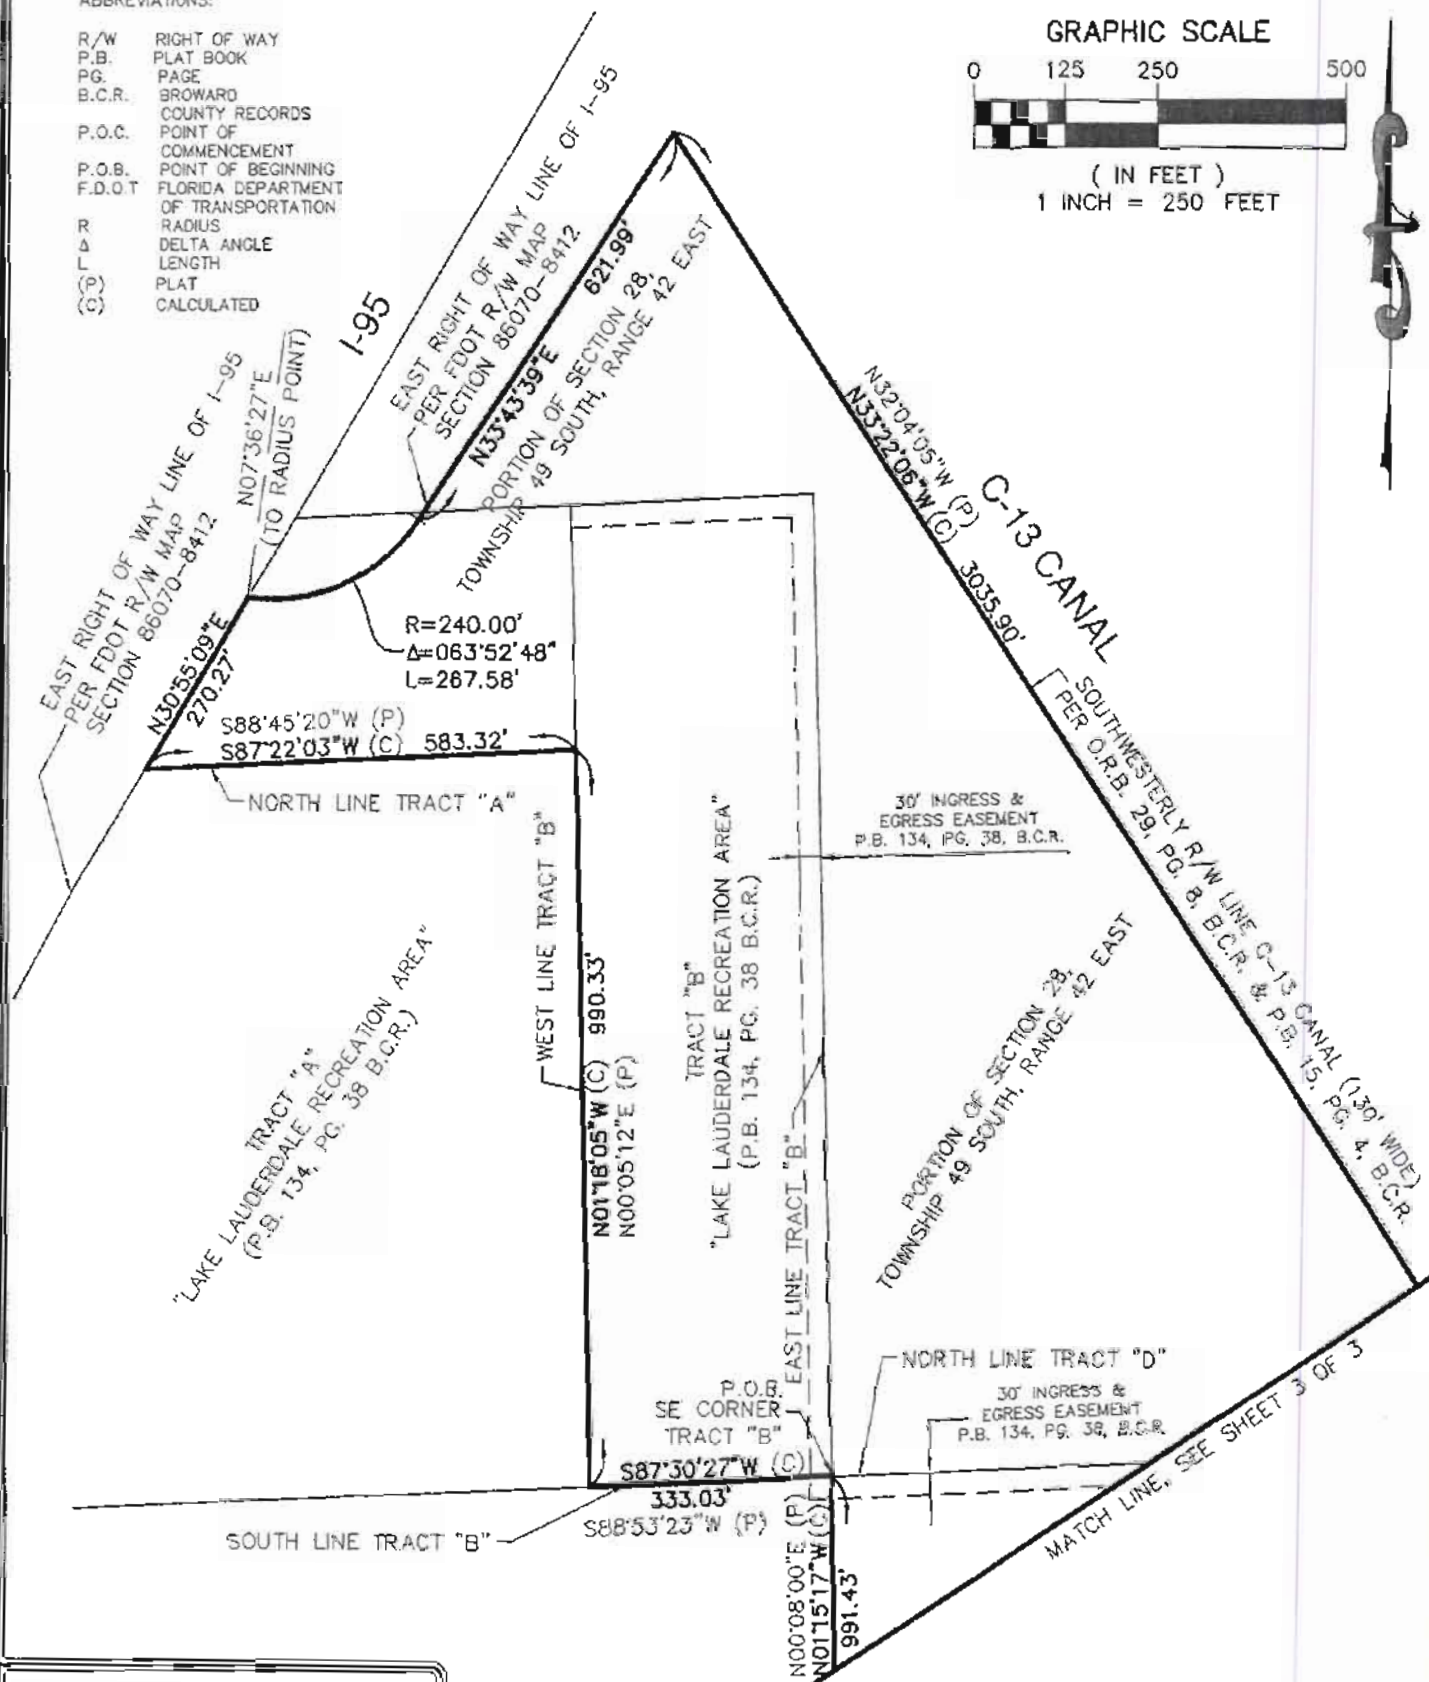 ABBREVIATIONS:
R/W RIGHT OF WAY
P.B. PLAT BOOK
PG. PAGE
B.C.R. BROWARD
COUNTY RECORDS
P.O.C. POINT OF
COMMENCEMENT
P.O.B. POINT OF BEGINNING
F.D.O.T FLORIDA DEPARTMENT
OF TRANSPORTATION
R RADIUS
Δ DELTA ANGLE
L LENGTH
(P) PLAT
(C) CALCULATED
GRAPHIC SCALE
0 125 250 500
( IN FEET )
1 INCH = 250 FEET
I-95
EAST RIGHT OF WAY LINE OF I-95
PER FDOT R/W MAP
SECTION 86070-8412
N33°43'39"E
621.99'
PORTION OF SECTION 28,
TOWNSHIP 49 SOUTH, RANGE 42 EAST
N07°36'27"E
(TO RADIUS POINT)
EAST RIGHT OF WAY LINE OF I-95
PER FDOT R/W MAP
SECTION 86070-8412
N30°55'09"E
270.27'
R=240.00'
Δ=063°52'48"
L=267.58'
S88°45'20"W (P)
S87°22'03"W (C) 583.32'
NORTH LINE TRACT "A"
N32°04'05"W (P)
N33°22'06"W (C) 3035.90'
C-13 CANAL
SOUTHWESTERLY R/W LINE C-13 CANAL (130' WIDE)
PER O.R.B. 29, PG. 8, B.C.R. & P.B. 15, PG. 4, B.C.R.
30' INGRESS &
EGRESS EASEMENT
P.B. 134, PG. 38, B.C.R.
WEST LINE TRACT "B"
N01°18'05"W (C) 990.33'
N00°05'12"E (P)
TRACT "B"
"LAKE LAUDERDALE RECREATION AREA"
(P.B. 134, PG. 38 B.C.R.)
EAST LINE TRACT "B"
TRACT "A"
"LAKE LAUDERDALE RECREATION AREA"
(P.B. 134, PG. 38 B.C.R.)
PORTION OF SECTION 28,
TOWNSHIP 49 SOUTH, RANGE 42 EAST
NORTH LINE TRACT "D"
30' INGRESS &
EGRESS EASEMENT
P.B. 134, PG. 38, B.C.R.
P.O.B.
SE CORNER
TRACT "B"
S87°30'27"W (C)
333.03'
S88°53'23"W (P)
SOUTH LINE TRACT "B"
N00°08'00"E (P)
N01°15'17"W (C)
991.43'
MATCH LINE, SEE SHEET 3 OF 3